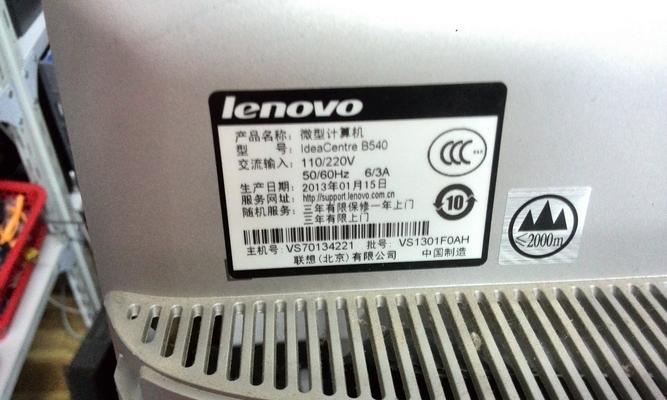 lenovo
产品名称：微型计算机
型　　号：IdeaCentre B540
交流输入：110/220V
50/60Hz 6/3A
生产日期：2013年01月15日
服务网址：http://support.lenovo.com.cn
随机服务：三年有限保修一年上门
三年有限上门
主机号：VS70134221 批号：VS1301F0AH
联想(北京)有限公司 中国制造
CCC
10
≤2000m